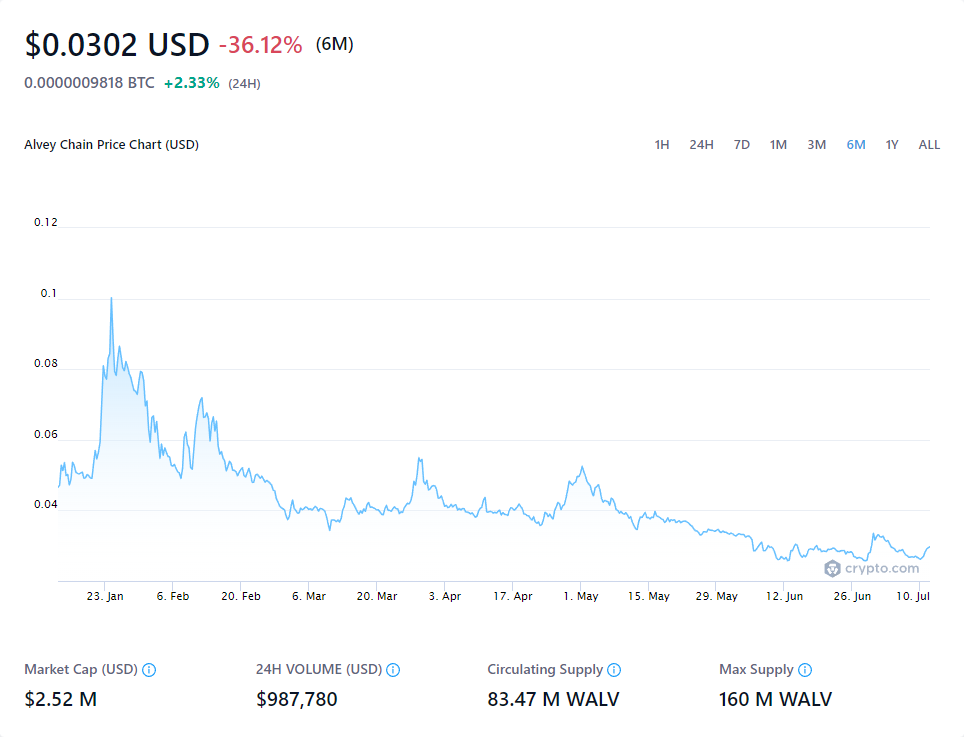 $0.0302 USD -36.12% (6M)
0.0000009818 BTC +2.33% (24H)
Alvey Chain Price Chart (USD) 1H 24H 7D 1M 3M 6M 1Y ALL
0.12
0.1
0.08
0.06
0.04
crypto.com
23. Jan 6. Feb 20. Feb 6. Mar 20. Mar 3. Apr 17. Apr 1. May 15. May 29. May 12. Jun 26. Jun 10. Jul
Market Cap (USD) 24H VOLUME (USD) Circulating Supply Max Supply
$2.52 M $987,780 83.47 M WALV 160 M WALV